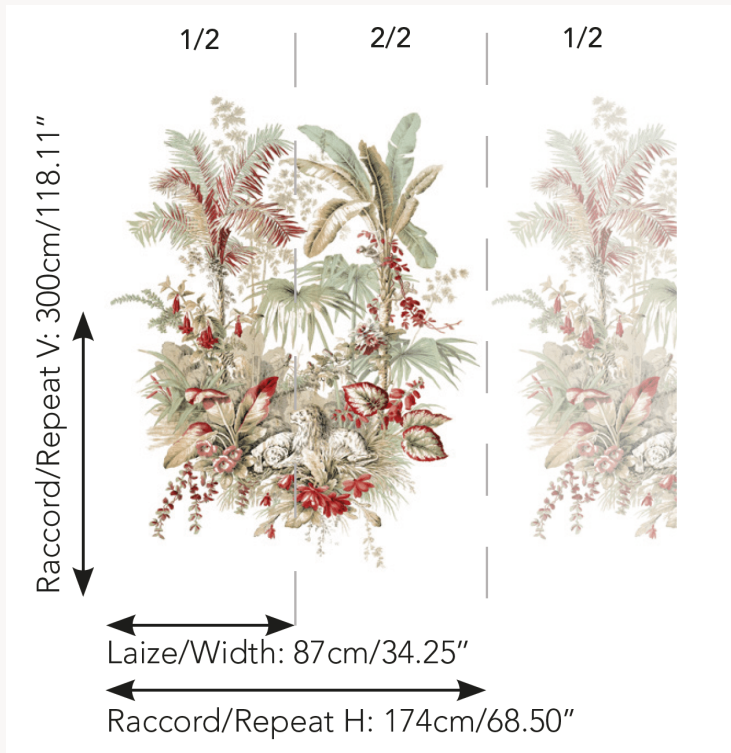 1/2
2/2
1/2
Raccord/Repeat V: 300cm/118.11”
Laize/Width: 87cm/34.25”
Raccord/Repeat H: 174cm/68.50”